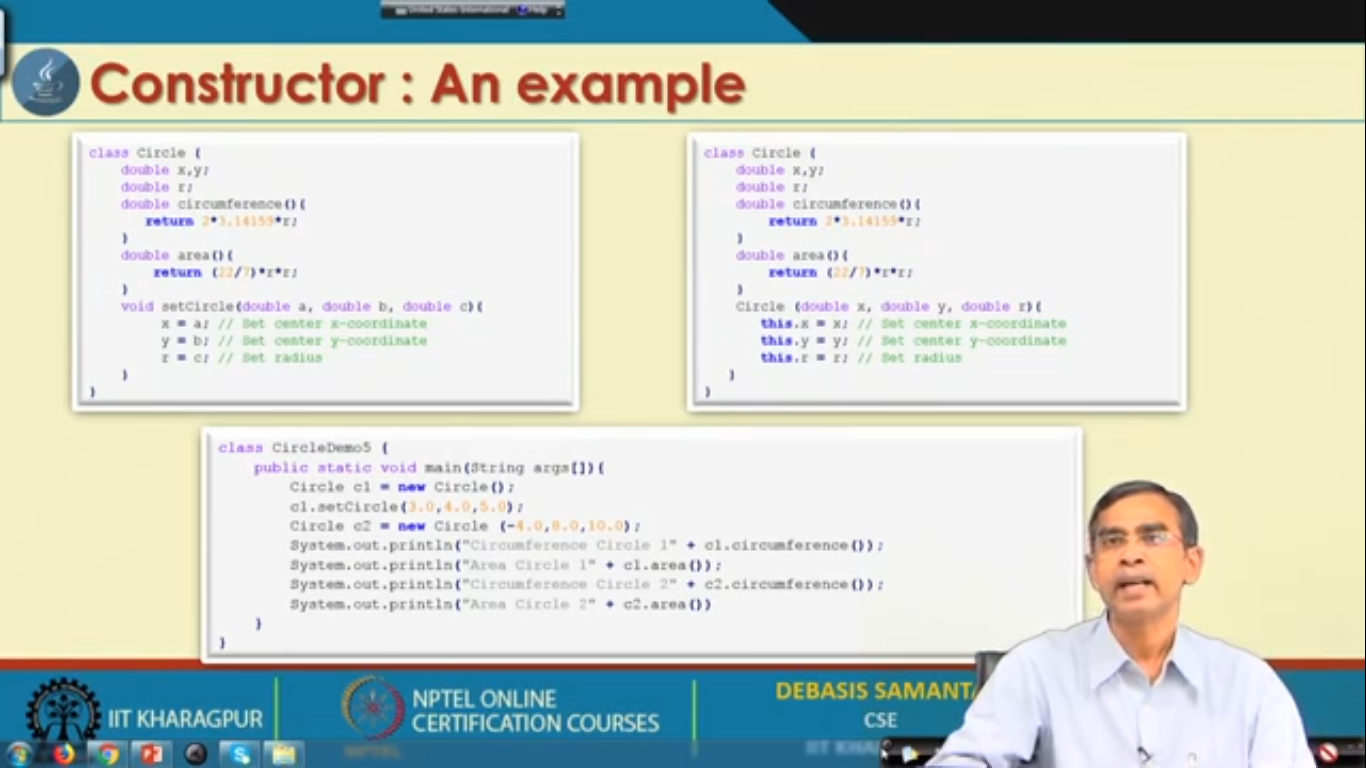 United States-International Help
Constructor : An example
class Circle {
double x,y;
double r;
double circumference(){
return 2*3.14159*r;
}
double area(){
return (22/7)*r*r;
}
void setCircle(double a, double b, double c){
x = a; // Set center x-coordinate
y = b; // Set center y-coordinate
r = c; // Set radius
}
}
class Circle {
double x,y;
double r;
double circumference(){
return 2*3.14159*r;
}
double area(){
return (22/7)*r*r;
}
Circle (double x, double y, double r){
this.x = x; // Set center x-coordinate
this.y = y; // Set center y-coordinate
this.r = r; // Set radius
}
}
class CircleDemo5 {
public static void main(String args[]){
Circle c1 = new Circle();
c1.setCircle(3.0,4.0,5.0);
Circle c2 = new Circle (-4.0,8.0,10.0);
System.out.println("Circumference Circle 1" + c1.circumference());
System.out.println("Area Circle 1" + c1.area());
System.out.println("Circumference Circle 2" + c2.circumference());
System.out.println("Area Circle 2" + c2.area())
}
}
IIT KHARAGPUR
NPTEL ONLINE
CERTIFICATION COURSES
NPTEL
DEBASIS SAMANTA
CSE